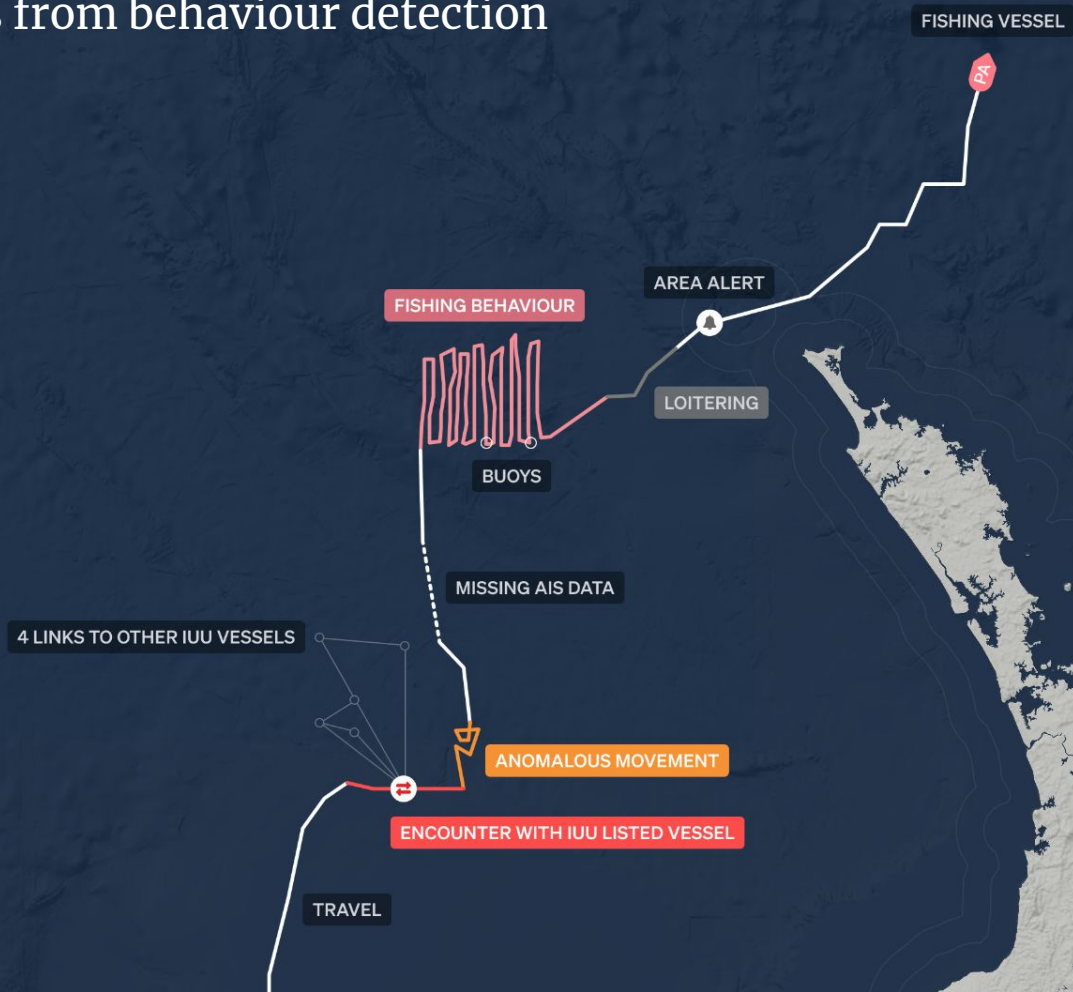 s from behaviour detection
FISHING VESSEL
PA
AREA ALERT
FISHING BEHAVIOUR
LOITERING
BUOYS
MISSING AIS DATA
4 LINKS TO OTHER IUU VESSELS
ANOMALOUS MOVEMENT
ENCOUNTER WITH IUU LISTED VESSEL
TRAVEL